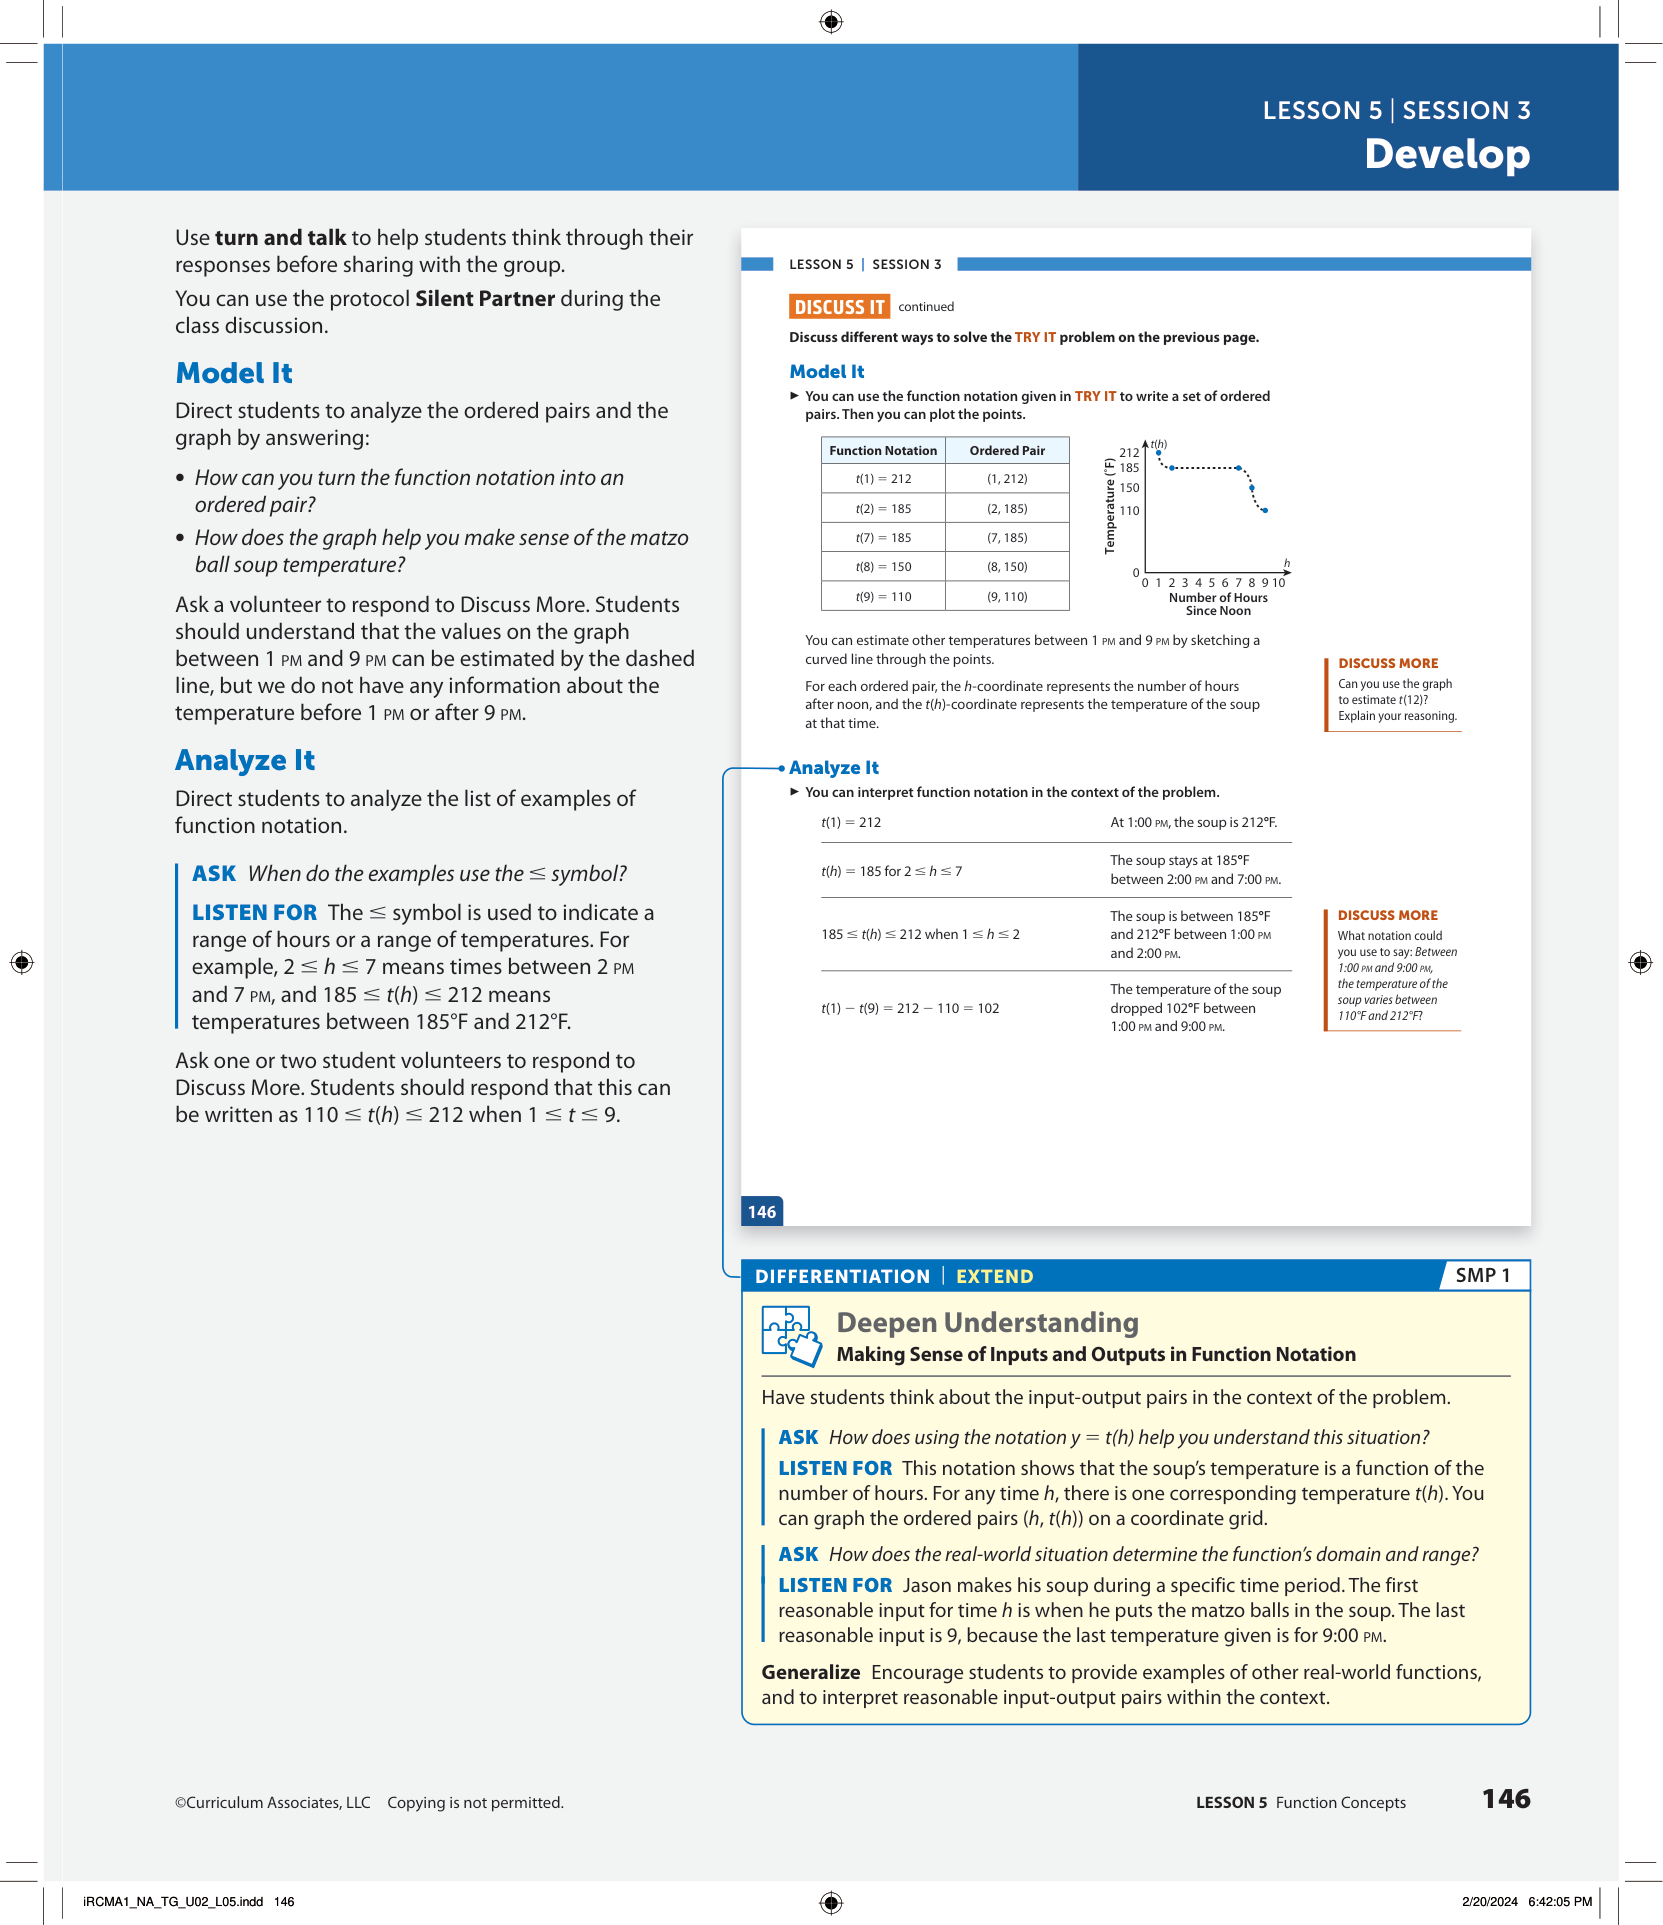 LESSON 5 | SESSION 3
Develop
Use turn and talk to help students think through their
responses before sharing with the group.
You can use the protocol Silent Partner during the
class discussion.
Model It
Direct students to analyze the ordered pairs and the
graph by answering:
• How can you turn the function notation into an
ordered pair?
• How does the graph help you make sense of the matzo
ball soup temperature?
Ask a volunteer to respond to Discuss More. Students
should understand that the values on the graph
between 1 PM and 9 PM can be estimated by the dashed
line, but we do not have any information about the
temperature before 1 PM or after 9 PM.
Analyze It
Direct students to analyze the list of examples of
function notation.
ASK When do the examples use the ≤ symbol?
LISTEN FOR The ≤ symbol is used to indicate a
range of hours or a range of temperatures. For
example, 2 ≤ h ≤ 7 means times between 2 PM
and 7 PM, and 185 ≤ t(h) ≤ 212 means
temperatures between 185°F and 212°F.
Ask one or two student volunteers to respond to
Discuss More. Students should respond that this can
be written as 110 ≤ t(h) ≤ 212 when 1 ≤ t ≤ 9.
LESSON 5 | SESSION 3
DISCUSS IT continued
Discuss different ways to solve the TRY IT problem on the previous page.
Model It
► You can use the function notation given in TRY IT to write a set of ordered
pairs. Then you can plot the points.
Function Notation Ordered Pair
t(1) = 212 (1, 212)
t(2) = 185 (2, 185)
t(7) = 185 (7, 185)
t(8) = 150 (8, 150)
t(9) = 110 (9, 110)
t(h)
212
185
150
110
0
Temperature (°F)
h
0 1 2 3 4 5 6 7 8 9 10
Number of Hours
Since Noon
You can estimate other temperatures between 1 PM and 9 PM by sketching a
curved line through the points.
For each ordered pair, the h-coordinate represents the number of hours
after noon, and the t(h)-coordinate represents the temperature of the soup
at that time.
DISCUSS MORE
Can you use the graph
to estimate t(12)?
Explain your reasoning.
Analyze It
► You can interpret function notation in the context of the problem.
t(1) = 212 At 1:00 PM, the soup is 212°F.
t(h) = 185 for 2 ≤ h ≤ 7
The soup stays at 185°F
between 2:00 PM and 7:00 PM.
185 ≤ t(h) ≤ 212 when 1 ≤ h ≤ 2
The soup is between 185°F
and 212°F between 1:00 PM
and 2:00 PM.
t(1) − t(9) = 212 − 110 = 102
The temperature of the soup
dropped 102°F between
1:00 PM and 9:00 PM.
DISCUSS MORE
What notation could
you use to say: Between
1:00 PM and 9:00 PM,
the temperature of the
soup varies between
110°F and 212°F?
146
DIFFERENTIATION | EXTEND
SMP 1
Deepen Understanding
Making Sense of Inputs and Outputs in Function Notation
Have students think about the input-output pairs in the context of the problem.
ASK How does using the notation y = t(h) help you understand this situation?
LISTEN FOR This notation shows that the soup's temperature is a function of the
number of hours. For any time h, there is one corresponding temperature t(h). You
can graph the ordered pairs (h, t(h)) on a coordinate grid.
ASK How does the real-world situation determine the function's domain and range?
LISTEN FOR Jason makes his soup during a specific time period. The first
reasonable input for time h is when he puts the matzo balls in the soup. The last
reasonable input is 9, because the last temperature given is for 9:00 PM.
Generalize Encourage students to provide examples of other real-world functions,
and to interpret reasonable input-output pairs within the context.
©Curriculum Associates, LLC Copying is not permitted.
LESSON 5 Function Concepts 146
iRCMA1_NA_TG_U02_L05.indd 146
2/20/2024 6:42:05 PM